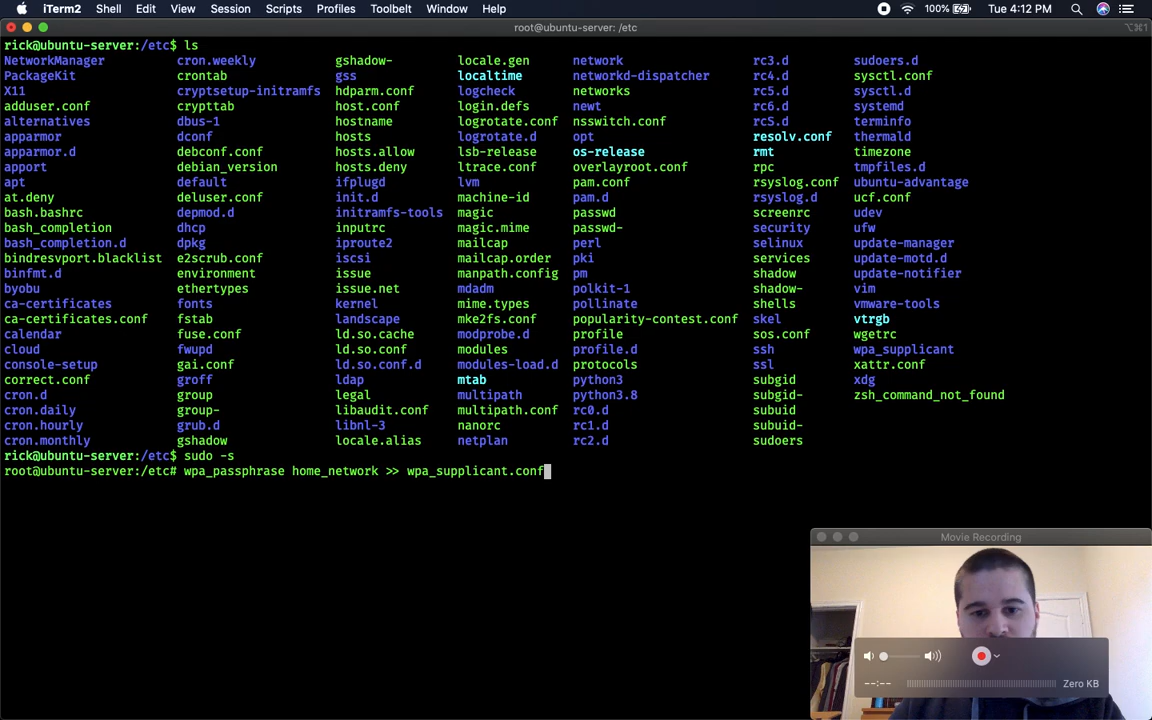 iTerm2 Shell Edit View Session Scripts Profiles Toolbelt Window Help 100% Tue 4:12 PM
root@ubuntu-server: /etc ⌥⌘1
rick@ubuntu-server:/etc$ ls
NetworkManager cron.weekly gshadow- locale.gen network rc3.d sudoers.d
PackageKit crontab gss localtime networkd-dispatcher rc4.d sysctl.conf
X11 cryptsetup-initramfs hdparm.conf logcheck networks rc5.d sysctl.d
adduser.conf crypttab host.conf login.defs newt rc6.d systemd
alternatives dbus-1 hostname logrotate.conf nsswitch.conf rcS.d terminfo
apparmor dconf hosts logrotate.d opt resolv.conf thermald
apparmor.d debconf.conf hosts.allow lsb-release os-release rmt timezone
apport debian_version hosts.deny ltrace.conf overlayroot.conf rpc tmpfiles.d
apt default ifplugd lvm pam.conf rsyslog.conf ubuntu-advantage
at.deny deluser.conf init.d machine-id pam.d rsyslog.d ucf.conf
bash.bashrc depmod.d initramfs-tools magic passwd screenrc udev
bash_completion dhcp inputrc magic.mime passwd- security ufw
bash_completion.d dpkg iproute2 mailcap perl selinux update-manager
bindresvport.blacklist e2scrub.conf iscsi mailcap.order pki services update-motd.d
binfmt.d environment issue manpath.config pm shadow update-notifier
byobu ethertypes issue.net mdadm polkit-1 shadow- vim
ca-certificates fonts kernel mime.types pollinate shells vmware-tools
ca-certificates.conf fstab landscape mke2fs.conf popularity-contest.conf skel vtrgb
calendar fuse.conf ld.so.cache modprobe.d profile sos.conf wgetrc
cloud fwupd ld.so.conf modules profile.d ssh wpa_supplicant
console-setup gai.conf ld.so.conf.d modules-load.d protocols ssl xattr.conf
correct.conf groff ldap mtab python3 subgid xdg
cron.d group legal multipath python3.8 subgid- zsh_command_not_found
cron.daily group- libaudit.conf multipath.conf rc0.d subuid
cron.hourly grub.d libnl-3 nanorc rc1.d subuid-
cron.monthly gshadow locale.alias netplan rc2.d sudoers
rick@ubuntu-server:/etc$ sudo -s
root@ubuntu-server:/etc# wpa_passphrase home_network >> wpa_supplicant.conf
Movie Recording
--:-- Zero KB